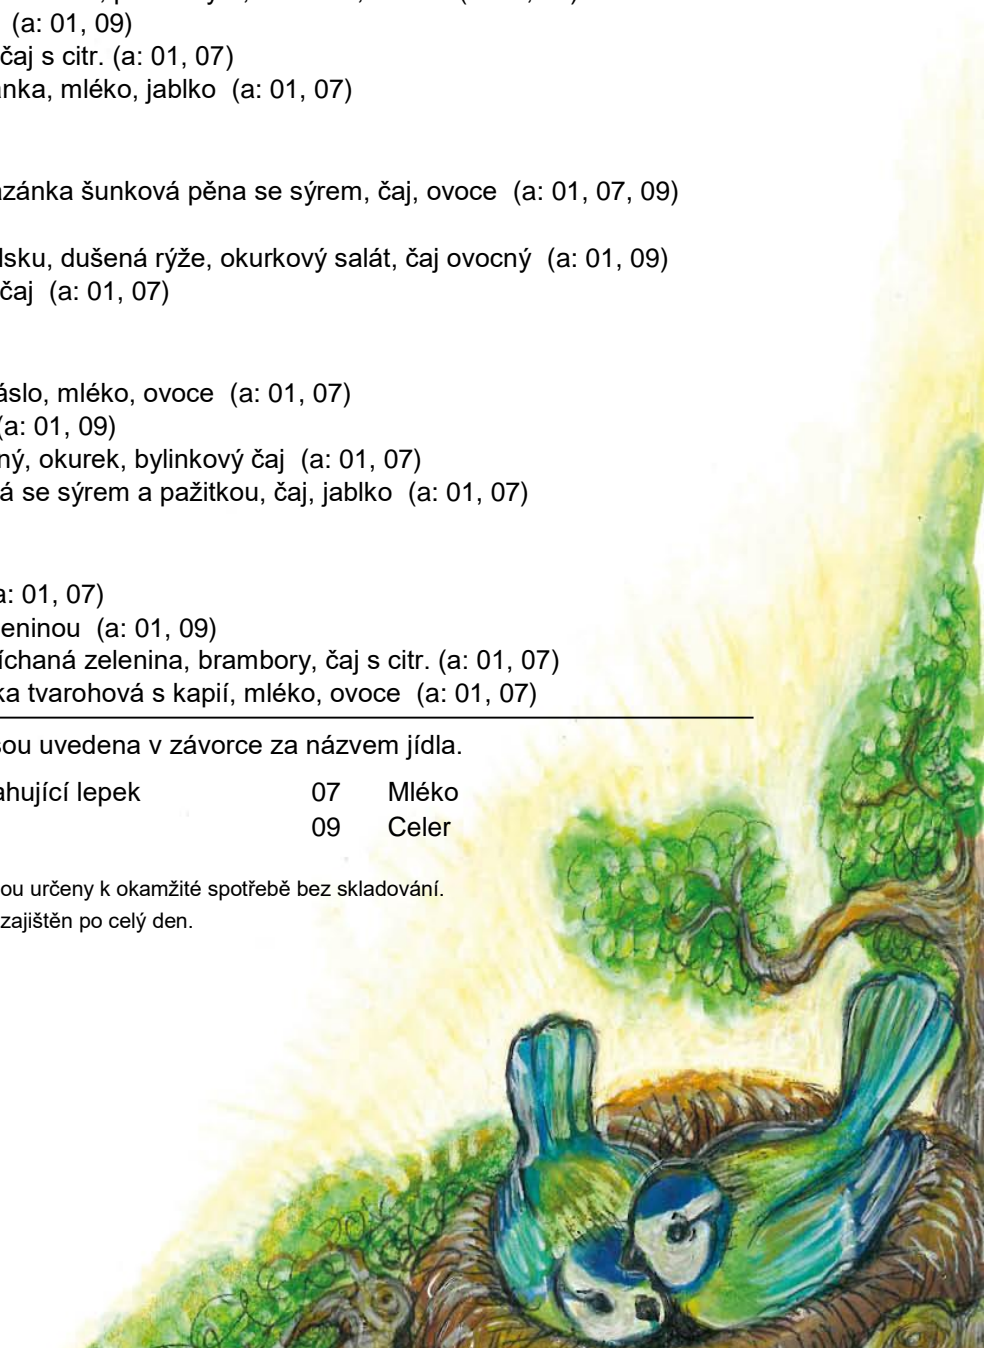 (a: 01, 09)
čaj s citr. (a: 01, 07)
nka, mléko, jablko (a: 01, 07)
zánka šunková pěna se sýrem, čaj, ovoce (a: 01, 07, 09)
lsku, dušená rýže, okurkový salát, čaj ovocný (a: 01, 09)
čaj (a: 01, 07)
áslo, mléko, ovoce (a: 01, 07)
(a: 01, 09)
ný, okurek, bylinkový čaj (a: 01, 07)
á se sýrem a pažitkou, čaj, jablko (a: 01, 07)
a: 01, 07)
eninou (a: 01, 09)
íchaná zelenina, brambory, čaj s citr. (a: 01, 07)
ka tvarohová s kapií, mléko, ovoce (a: 01, 07)
sou uvedena v závorce za názvem jídla.
ahující lepek 07 Mléko
09 Celer
ou určeny k okamžité spotřebě bez skladování.
zajištěn po celý den.